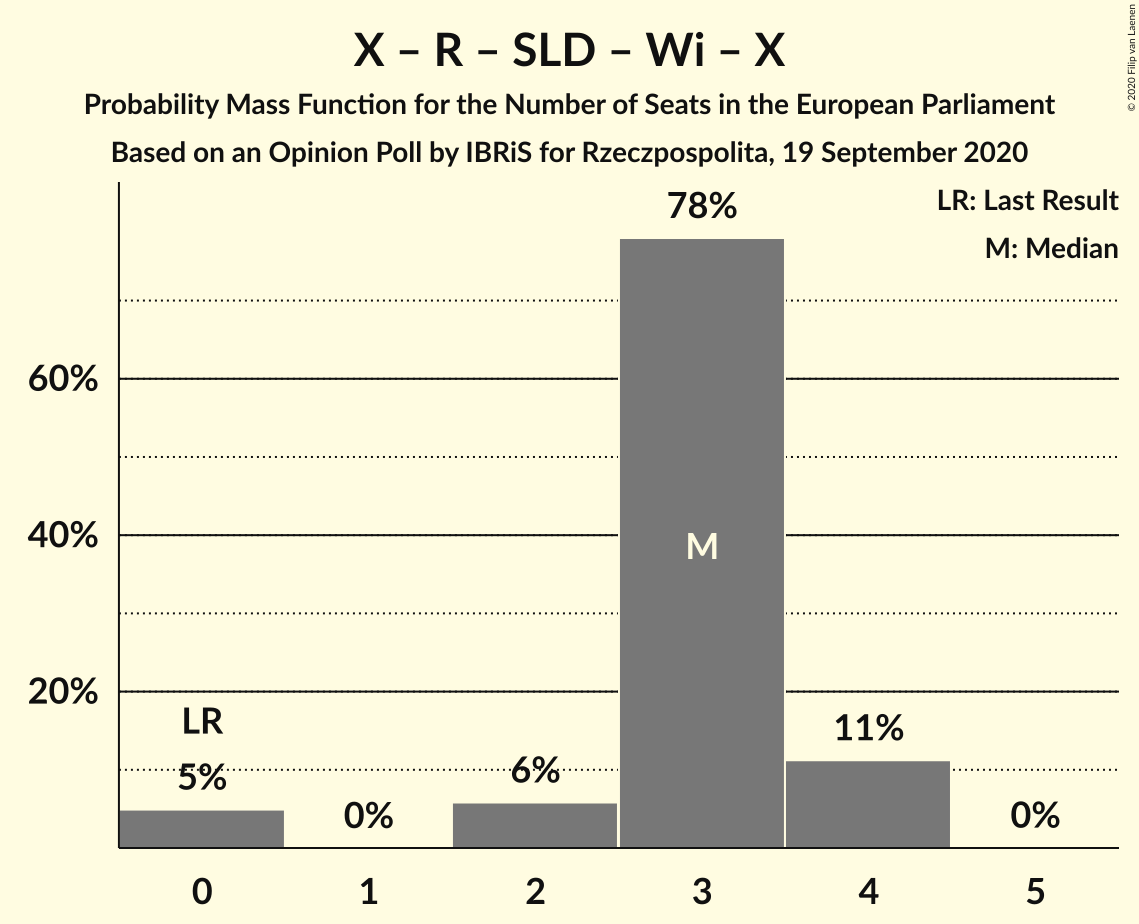 X – R – SLD – Wi – X
Probability Mass Function for the Number of Seats in the European Parliament
Based on an Opinion Poll by IBRiS for Rzeczpospolita, 19 September 2020
© 2020 Filip van Laenen
LR: Last Result
M: Median
78%
60%
40%
M
20%
LR
5%
0%
6%
11%
0%
0 1 2 3 4 5